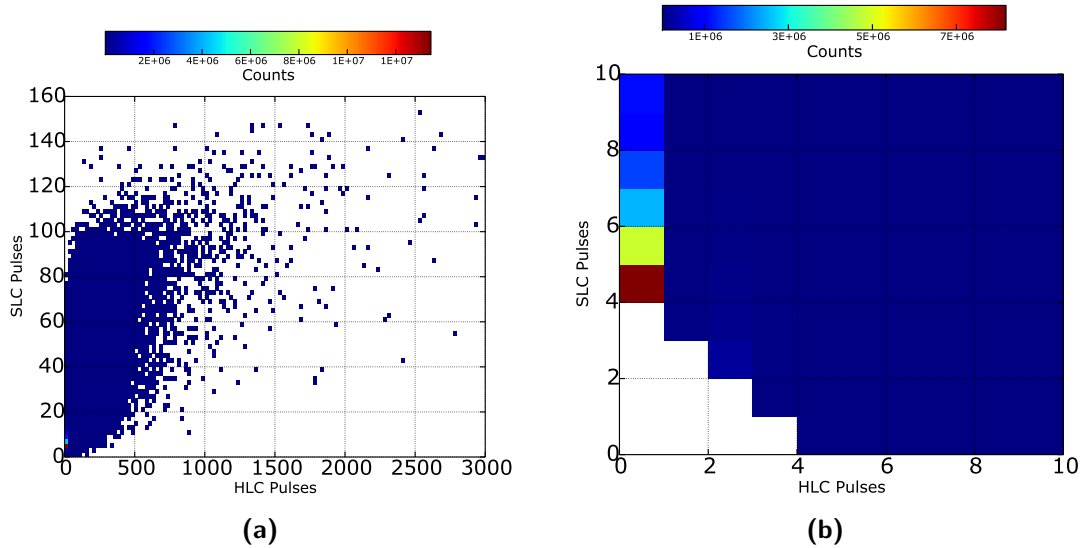 2E+06 4E+06 6E+06 8E+06 1E+07 1E+07
Counts
160
140
120
100
80
60
40
20
0
SLC Pulses
0 500 1000 1500 2000 2500 3000
HLC Pulses
(a)
1E+06 3E+06 5E+06 7E+06
Counts
10
8
6
4
2
0
SLC Pulses
0 2 4 6 8 10
HLC Pulses
(b)